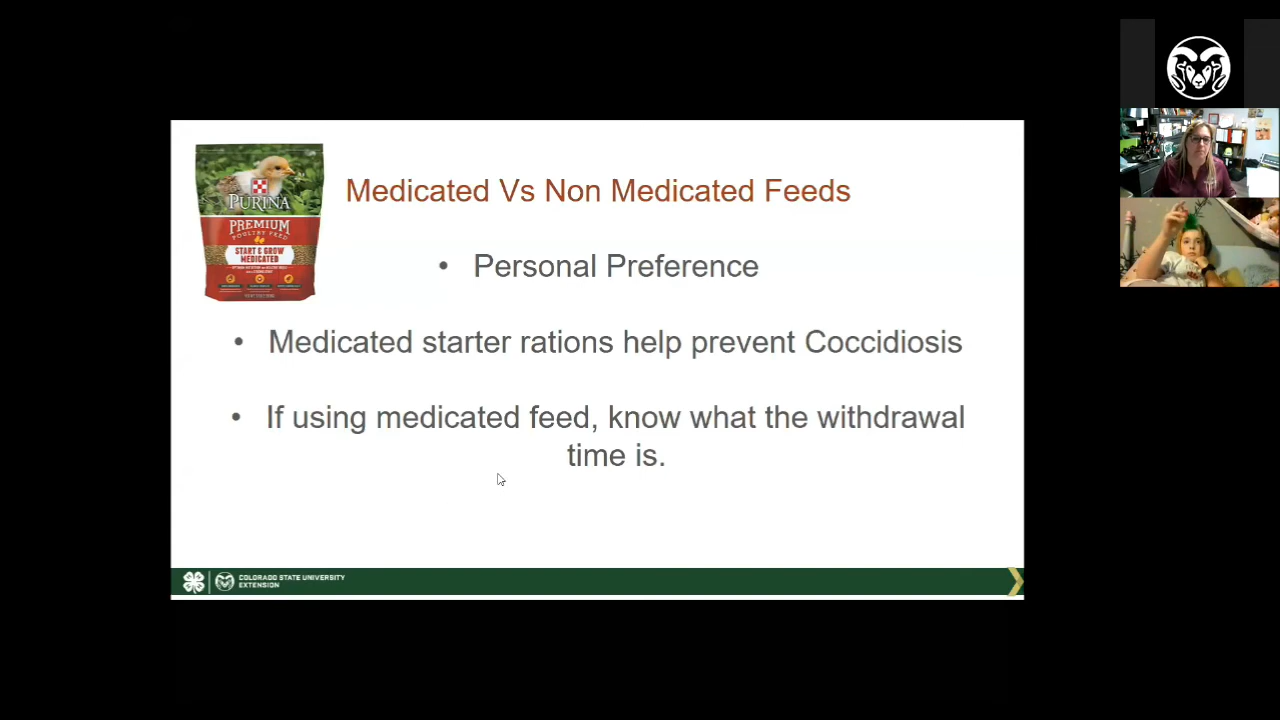 PURINA
PREMIUM
POULTRY FEED
START & GROW
MEDICATED
Medicated Vs Non Medicated Feeds
• Personal Preference
• Medicated starter rations help prevent Coccidiosis
• If using medicated feed, know what the withdrawal
time is.
COLORADO STATE UNIVERSITY
EXTENSION